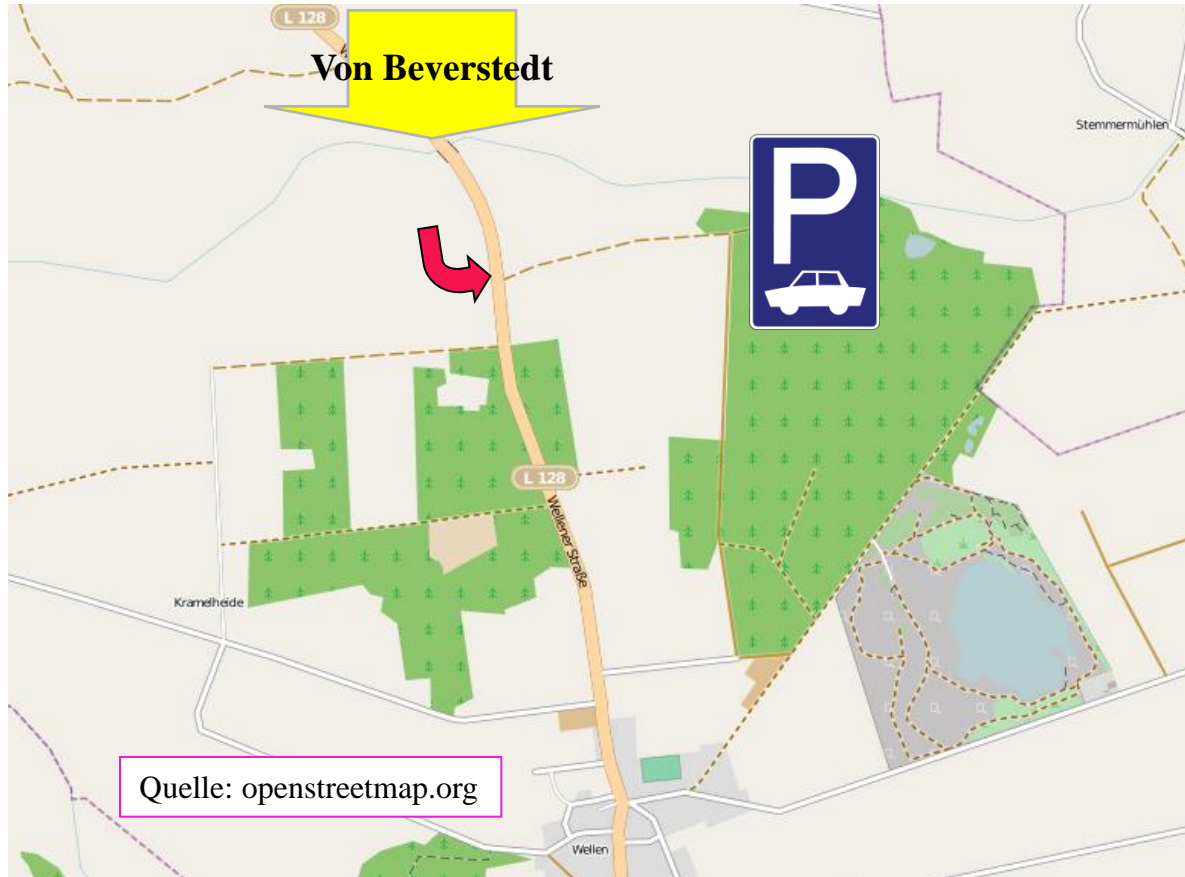 L 128
W
Von Beverstedt
Stemmermühlen
P
L 128
Wellener Straße
Kramelheide
Quelle: openstreetmap.org
Wellen